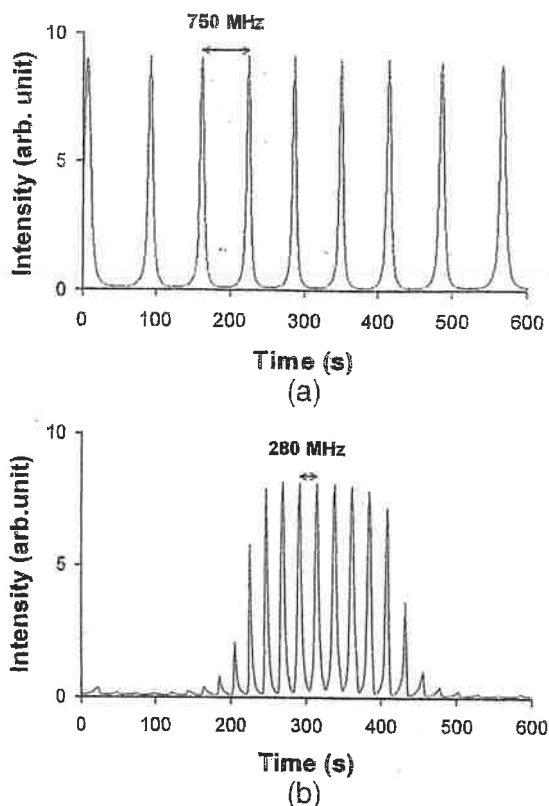 750 MHz
10
5
0
Intensity (arb. unit)
0 100 200 300 400 500 600
Time (s)
(a)
280 MHz
10
5
0
Intensity (arb.unit)
0 100 200 300 400 500 600
Time (s)
(b)